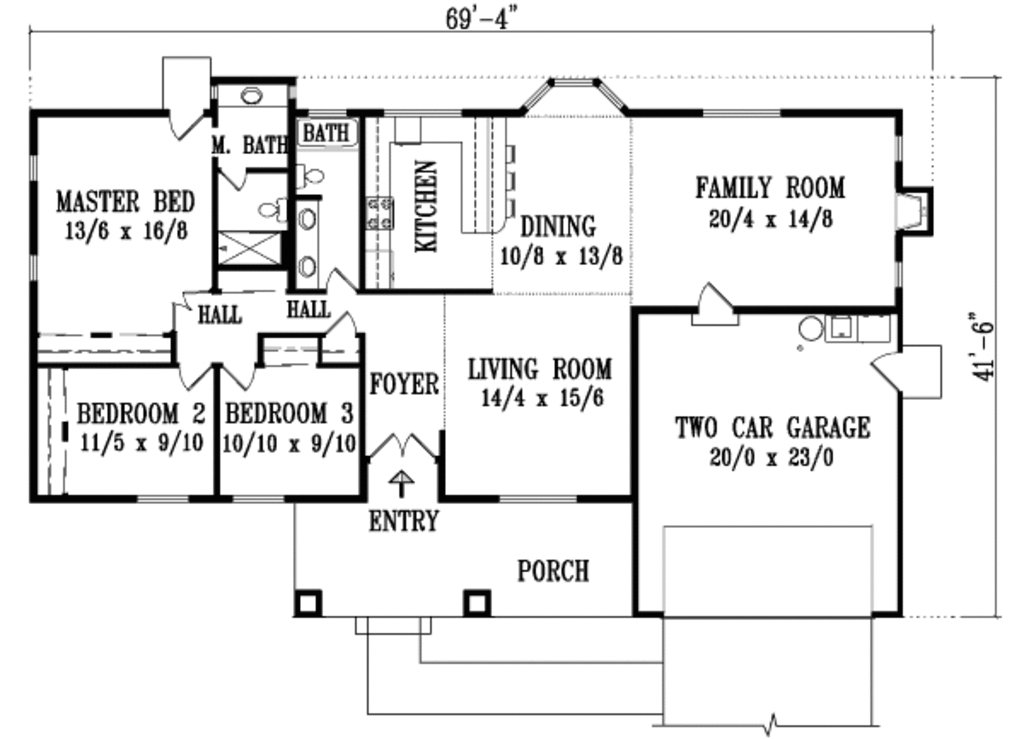 69'-4"
BATH
M. BATH
MASTER BED
13/6 x 16/8
KITCHEN
DINING
10/8 x 13/8
FAMILY ROOM
20/4 x 14/8
HALL
HALL
41'-6"
FOYER
LIVING ROOM
14/4 x 15/6
BEDROOM 2
11/5 x 9/10
BEDROOM 3
10/10 x 9/10
TWO CAR GARAGE
20/0 x 23/0
ENTRY
PORCH